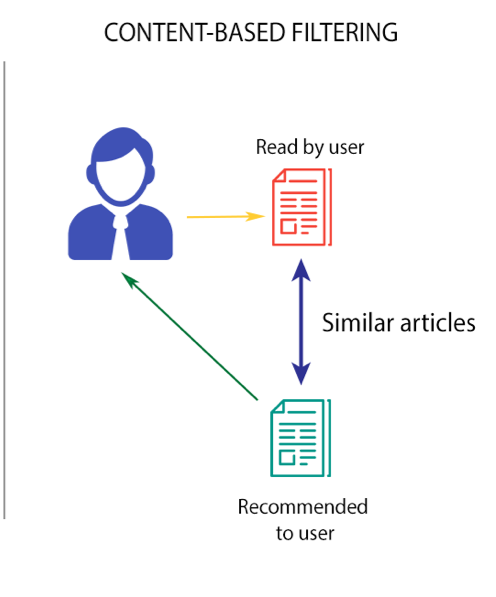 CONTENT-BASED FILTERING
Read by user
Similar articles
Recommended
to user